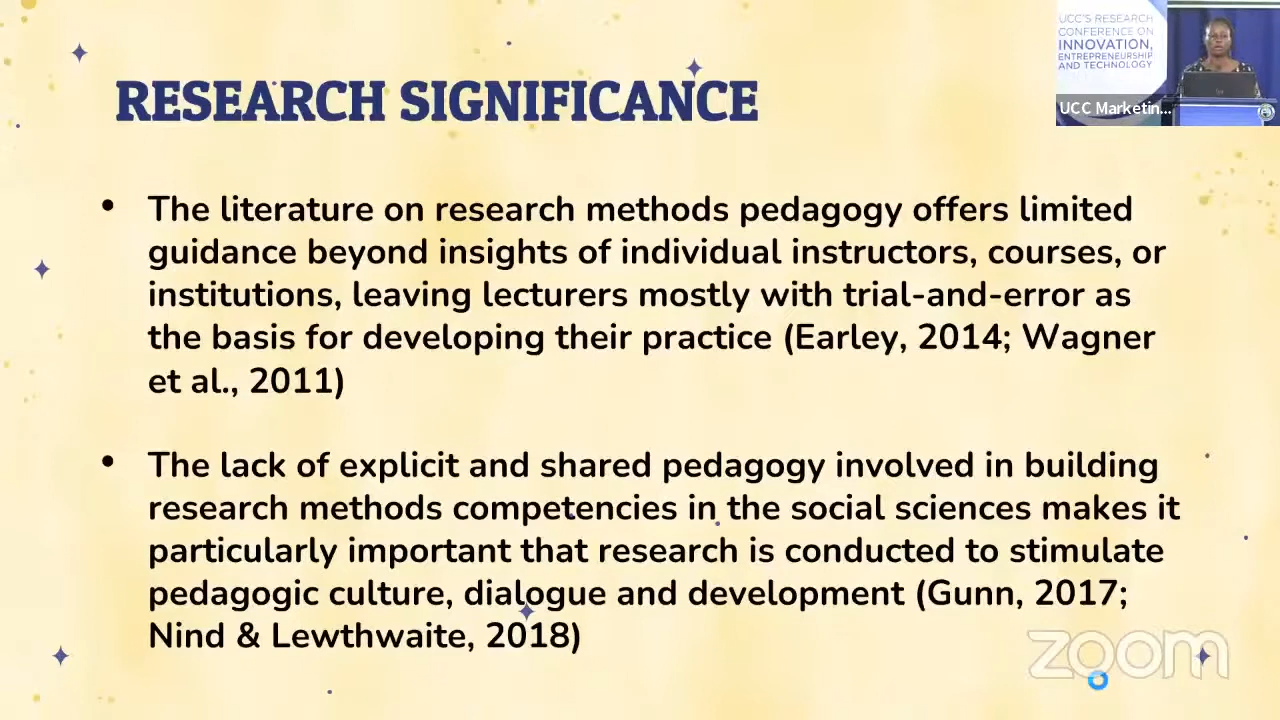 UCC'S RESEARCH
CONFERENCE ON
INNOVATION,
ENTREPRENEURSHIP
AND TECHNOLOGY
UCC Marketin...
RESEARCH SIGNIFICANCE
• The literature on research methods pedagogy offers limited
guidance beyond insights of individual instructors, courses, or
institutions, leaving lecturers mostly with trial-and-error as
the basis for developing their practice (Earley, 2014; Wagner
et al., 2011)
• The lack of explicit and shared pedagogy involved in building
research methods competencies in the social sciences makes it
particularly important that research is conducted to stimulate
pedagogic culture, dialogue and development (Gunn, 2017;
Nind & Lewthwaite, 2018)
zoom